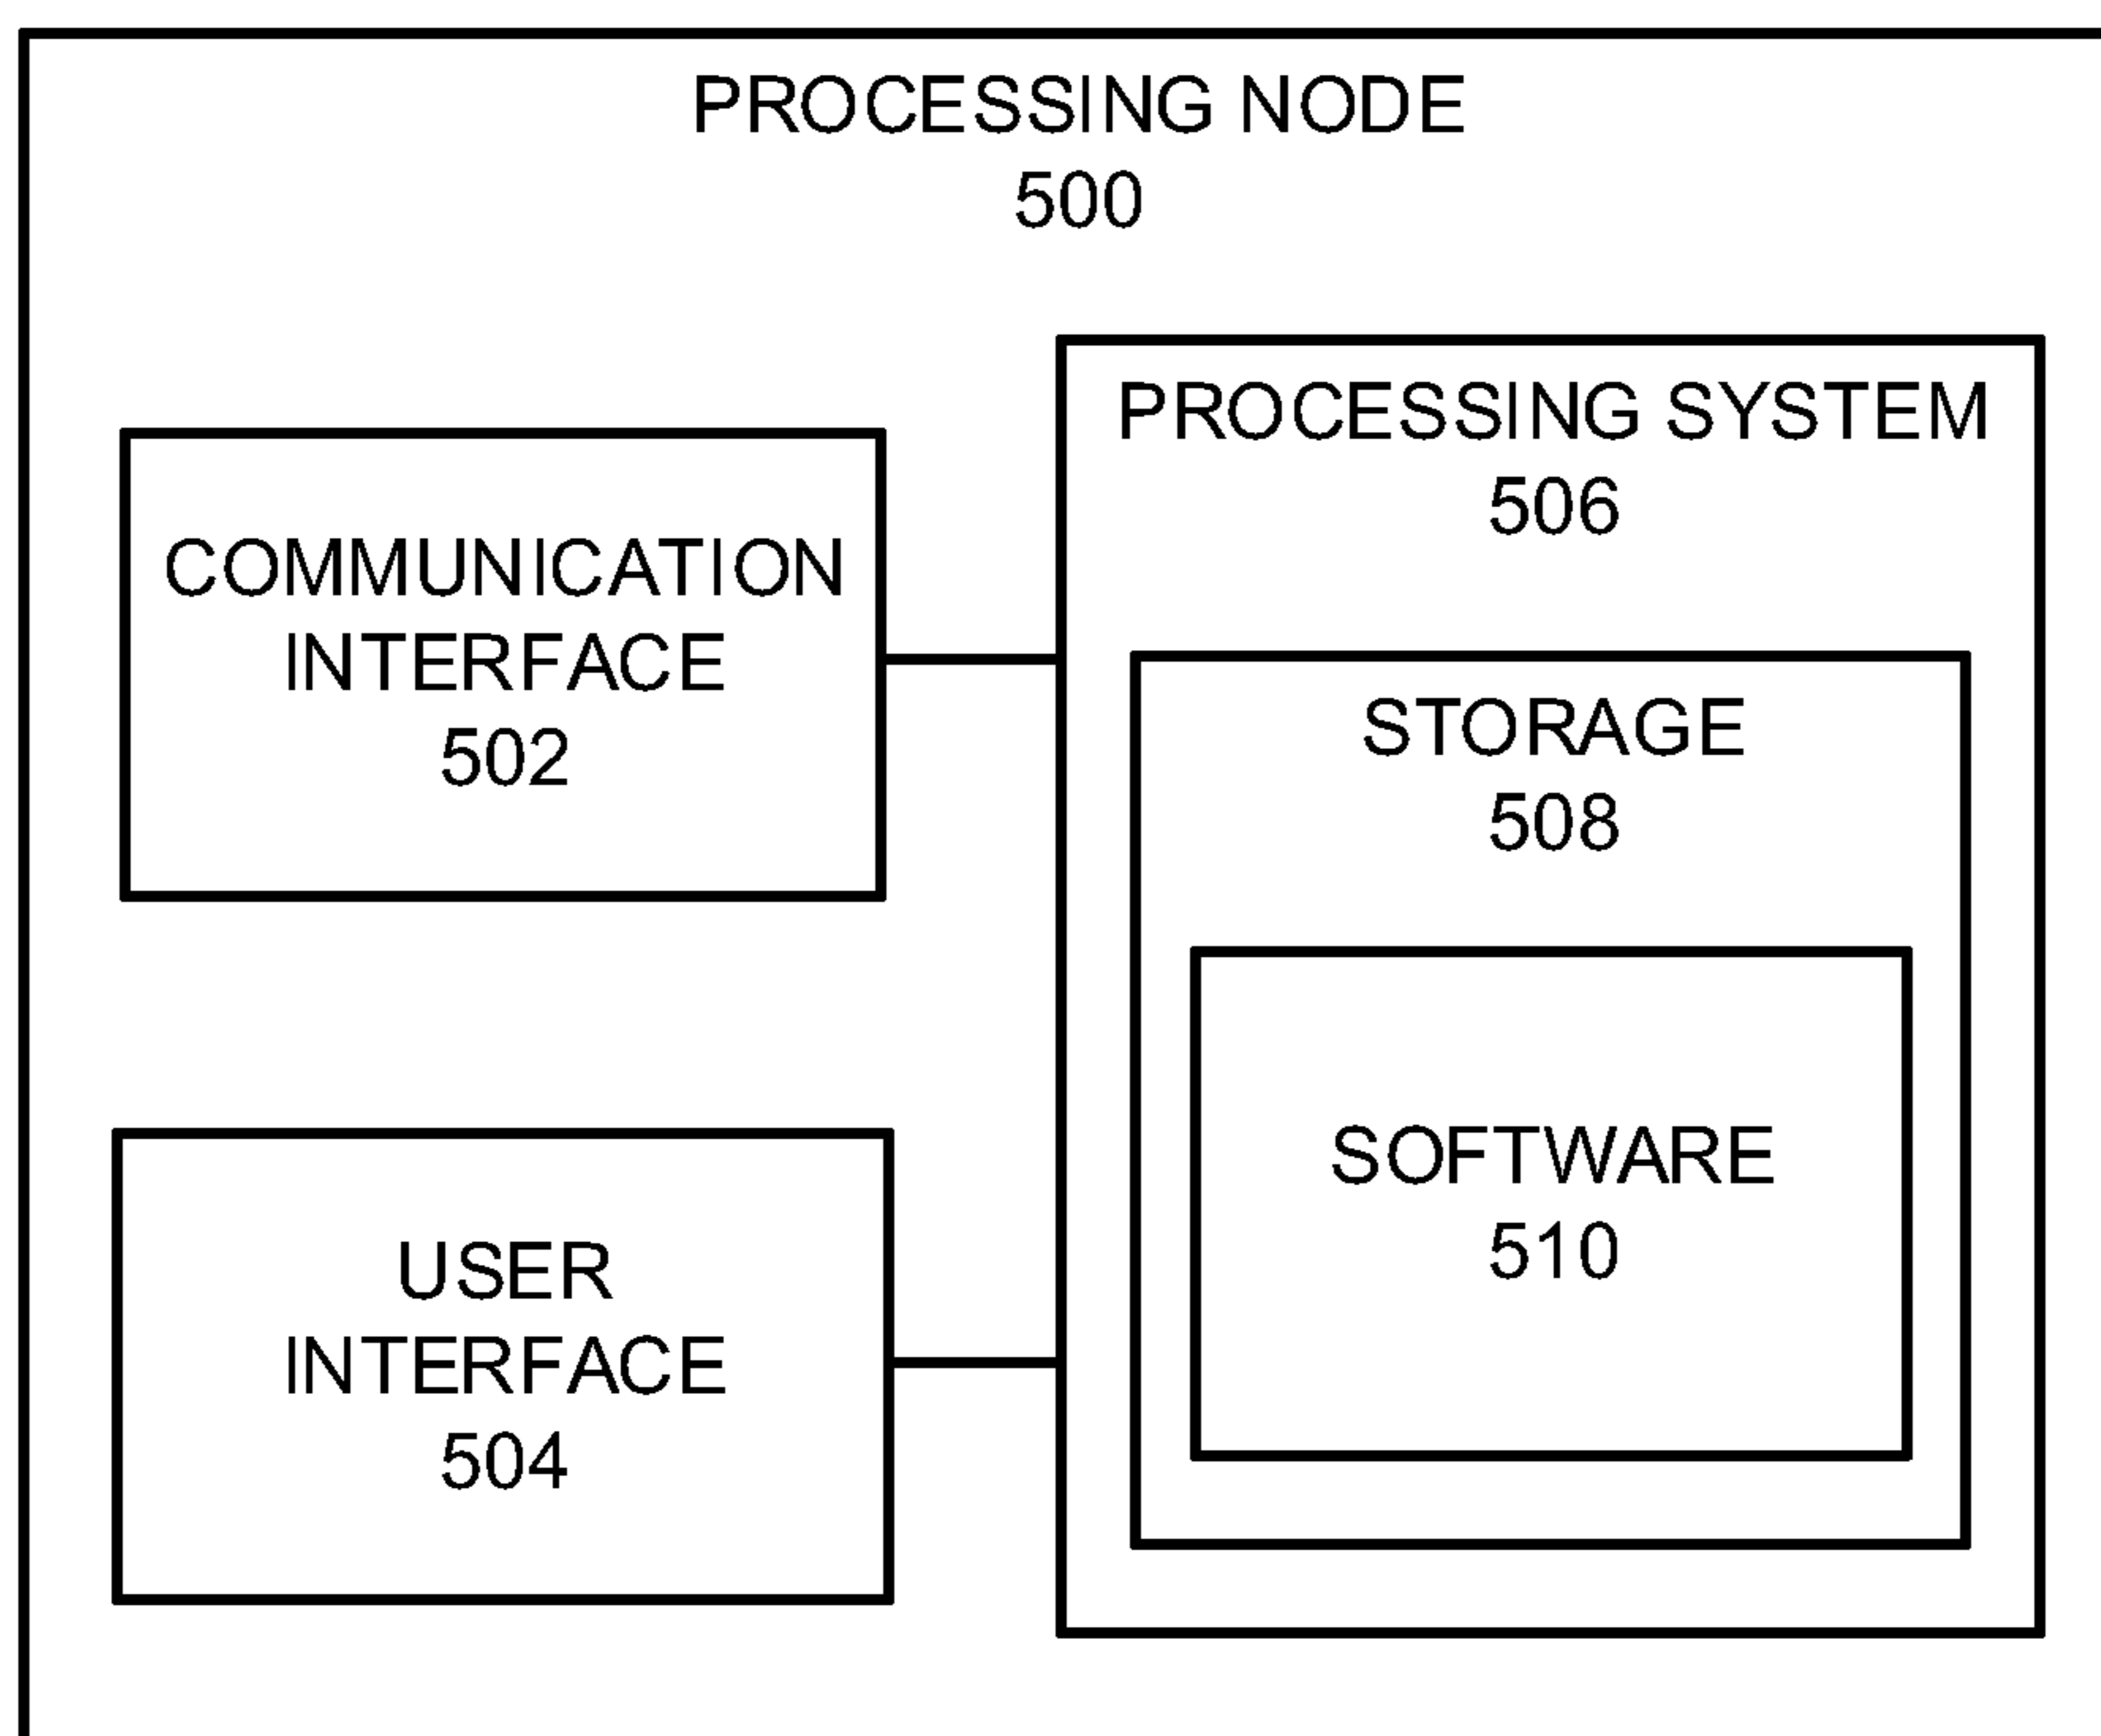 PROCESSING NODE
500
PROCESSING SYSTEM
506
COMMUNICATION
INTERFACE
502
STORAGE
508
SOFTWARE
510
USER
INTERFACE
504